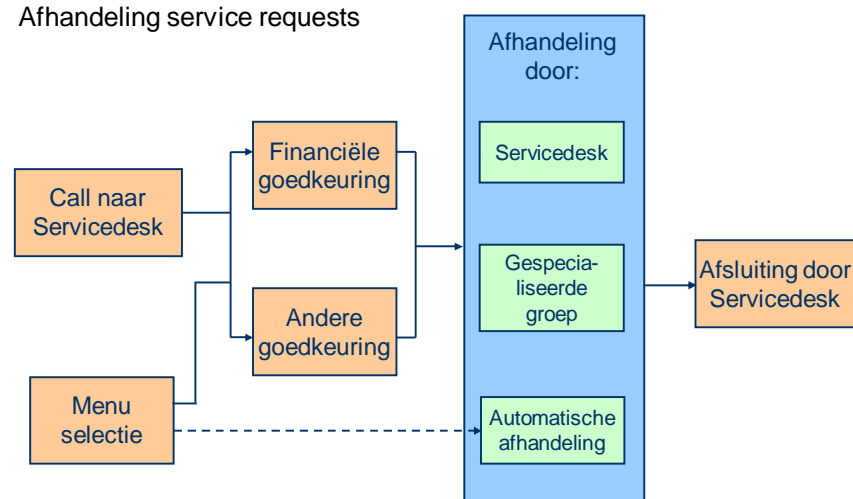 Afhandeling service requests
Afhandeling
door:
Financiële
goedkeuring
Servicedesk
Call naar
Servicedesk
Gespecia-
liseerde
groep
Afsluiting door
Servicedesk
Andere
goedkeuring
Menu
selectie
Automatische
afhandeling